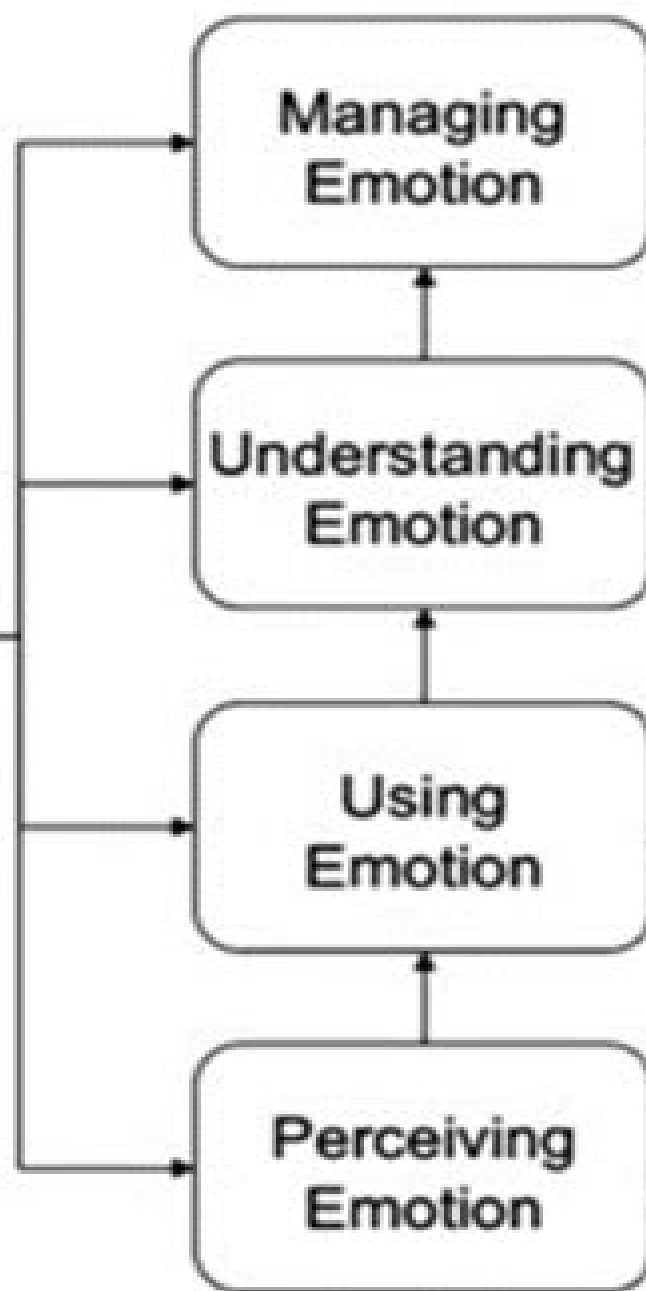 Managing
Emotion
Understanding
Emotion
Using
Emotion
Perceiving
Emotion